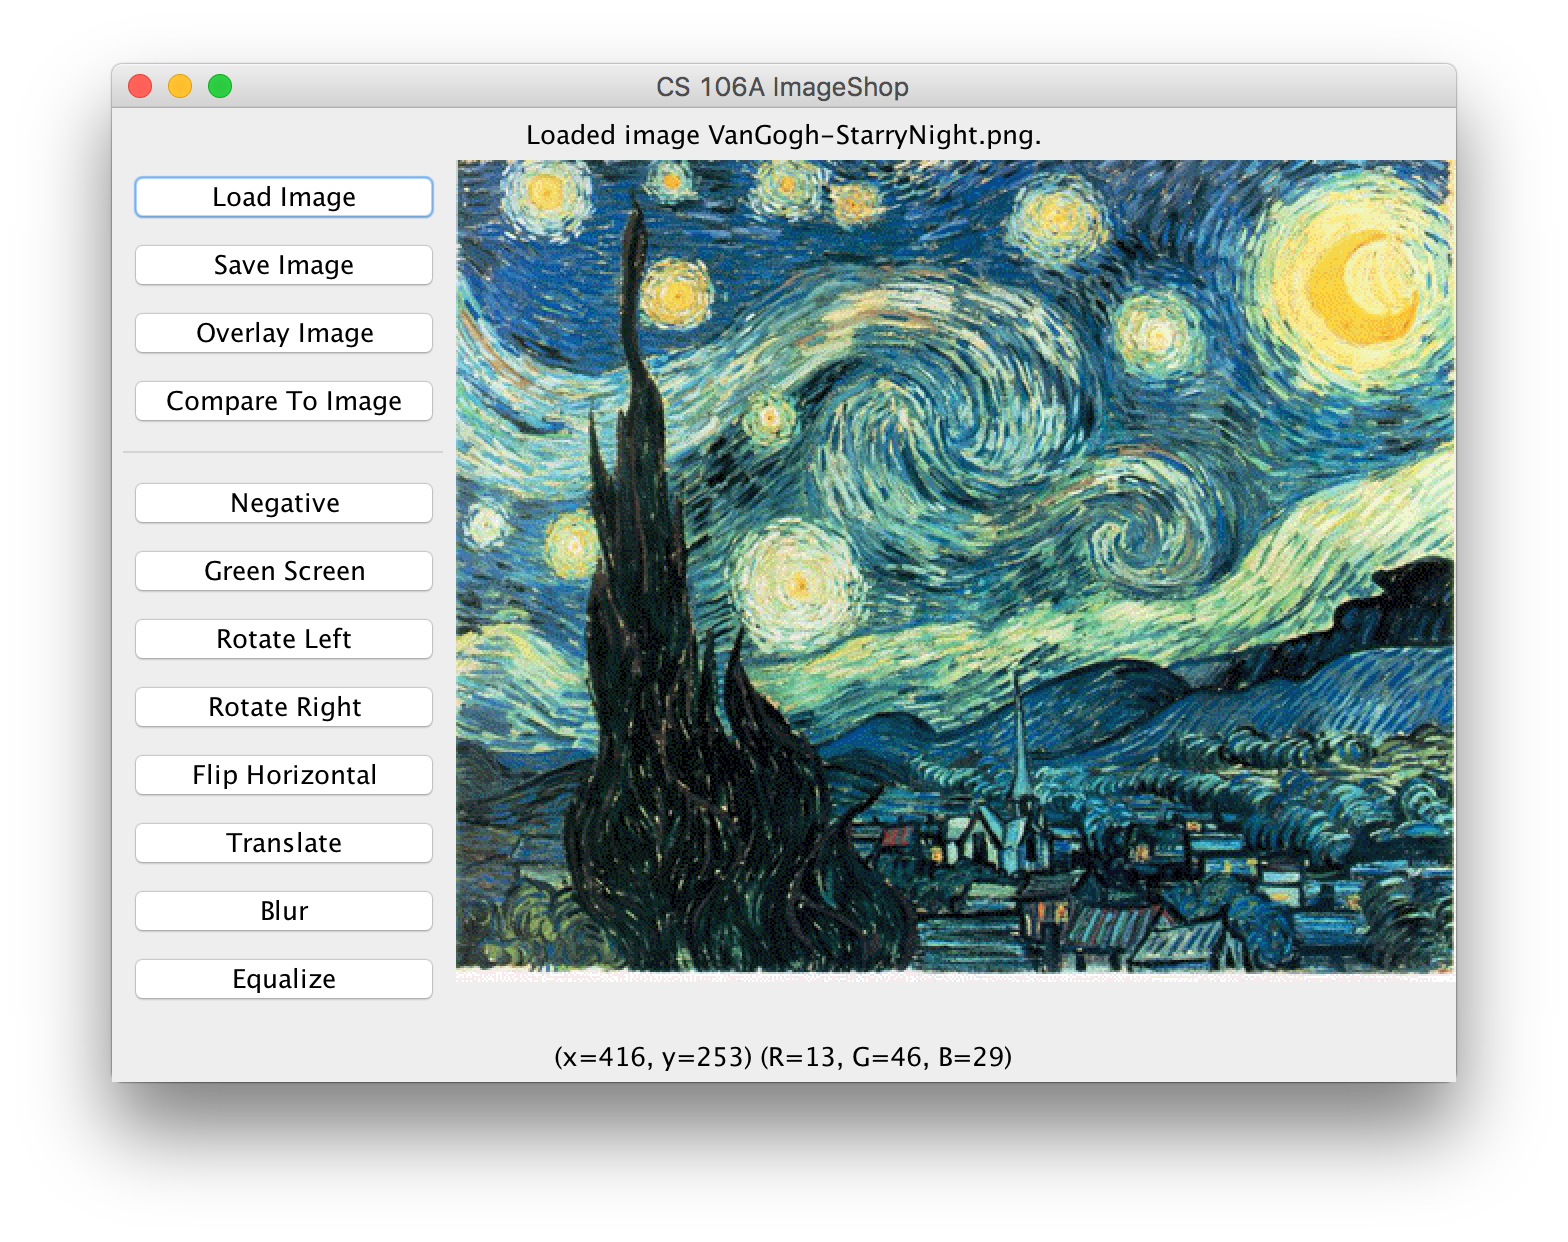 CS 106A ImageShop
Loaded image VanGogh-StarryNight.png.
Load Image
Save Image
Overlay Image
Compare To Image
Negative
Green Screen
Rotate Left
Rotate Right
Flip Horizontal
Translate
Blur
Equalize
(x=416, y=253) (R=13, G=46, B=29)